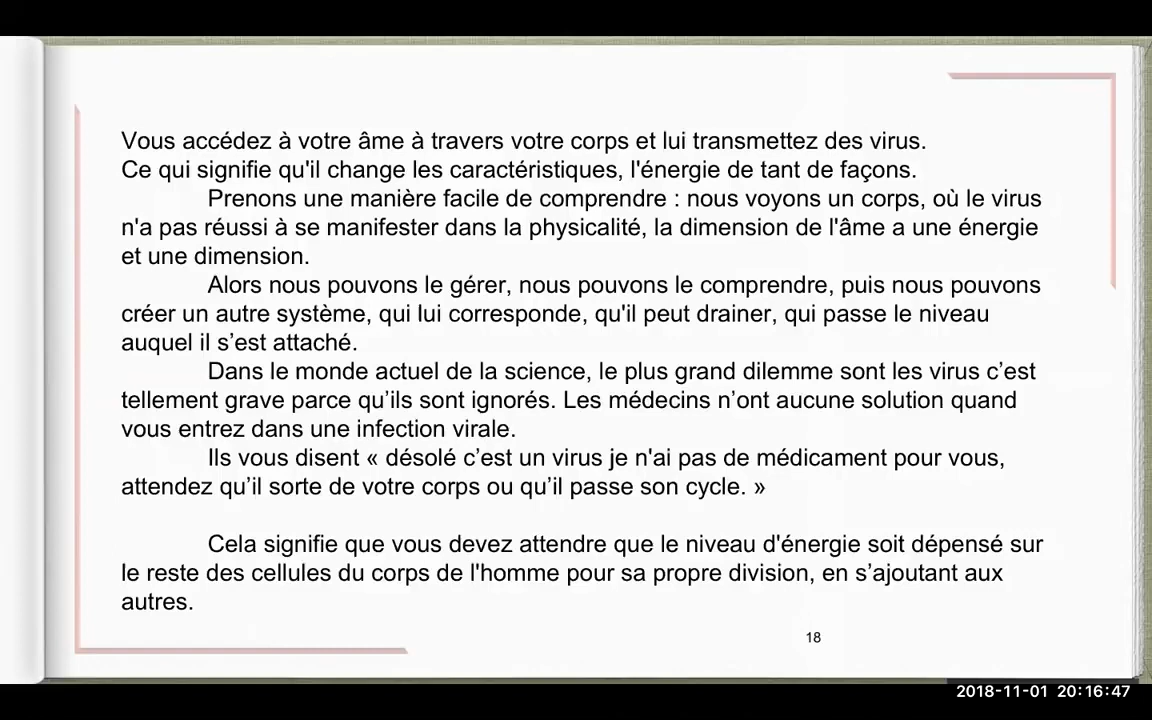 Vous accédez à votre âme à travers votre corps et lui transmettez des virus.
Ce qui signifie qu'il change les caractéristiques, l'énergie de tant de façons.
Prenons une manière facile de comprendre : nous voyons un corps, où le virus
n'a pas réussi à se manifester dans la physicalité, la dimension de l'âme a une énergie
et une dimension.
Alors nous pouvons le gérer, nous pouvons le comprendre, puis nous pouvons
créer un autre système, qui lui corresponde, qu'il peut drainer, qui passe le niveau
auquel il s’est attaché.
Dans le monde actuel de la science, le plus grand dilemme sont les virus c’est
tellement grave parce qu’ils sont ignorés. Les médecins n’ont aucune solution quand
vous entrez dans une infection virale.
Ils vous disent « désolé c’est un virus je n'ai pas de médicament pour vous,
attendez qu’il sorte de votre corps ou qu’il passe son cycle. »
Cela signifie que vous devez attendre que le niveau d'énergie soit dépensé sur
le reste des cellules du corps de l'homme pour sa propre division, en s’ajoutant aux
autres.
18
2018-11-01 20:16:47